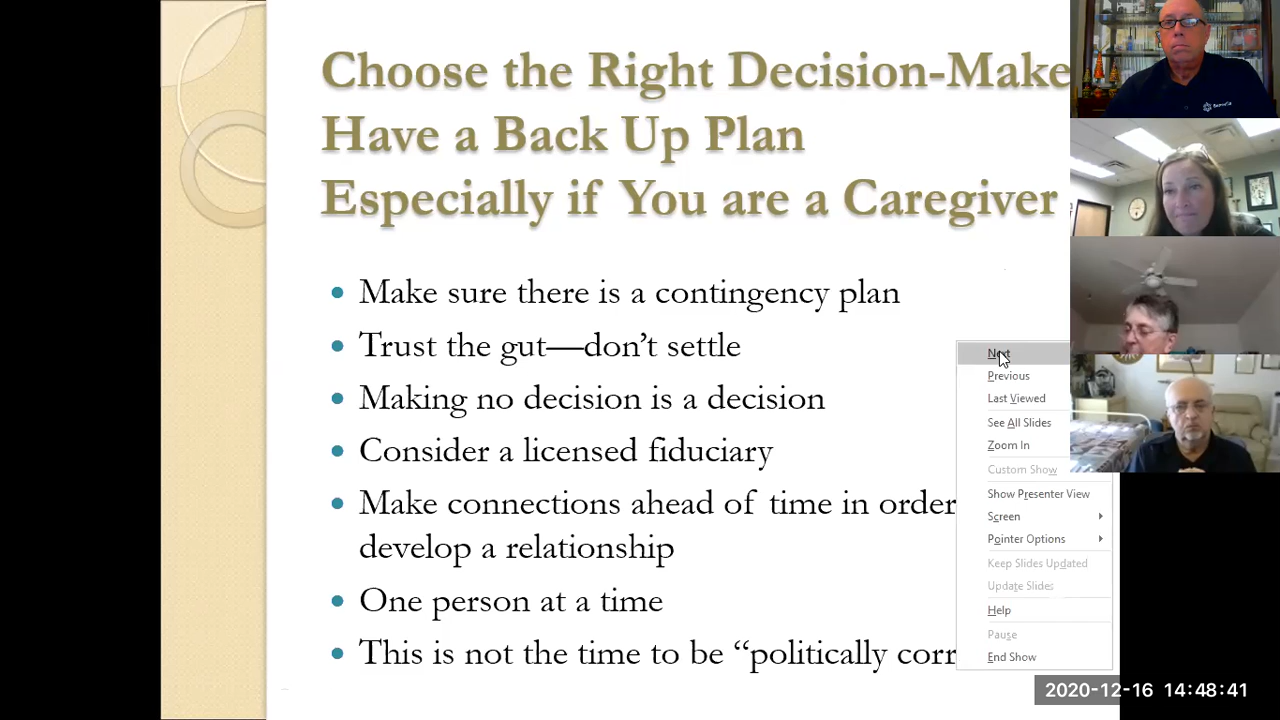 Choose the Right Decision-Make
Have a Back Up Plan
Especially if You are a Caregiver
• Make sure there is a contingency plan
• Trust the gut—don’t settle
• Making no decision is a decision
• Consider a licensed fiduciary
• Make connections ahead of time in order
develop a relationship
• One person at a time
• This is not the time to be “politically corr
Next
Previous
Last Viewed
See All Slides
Zoom In
Custom Show
Show Presenter View
Screen
Pointer Options
Keep Slides Updated
Update Slides
Help
Pause
End Show
2020-12-16 14:48:41